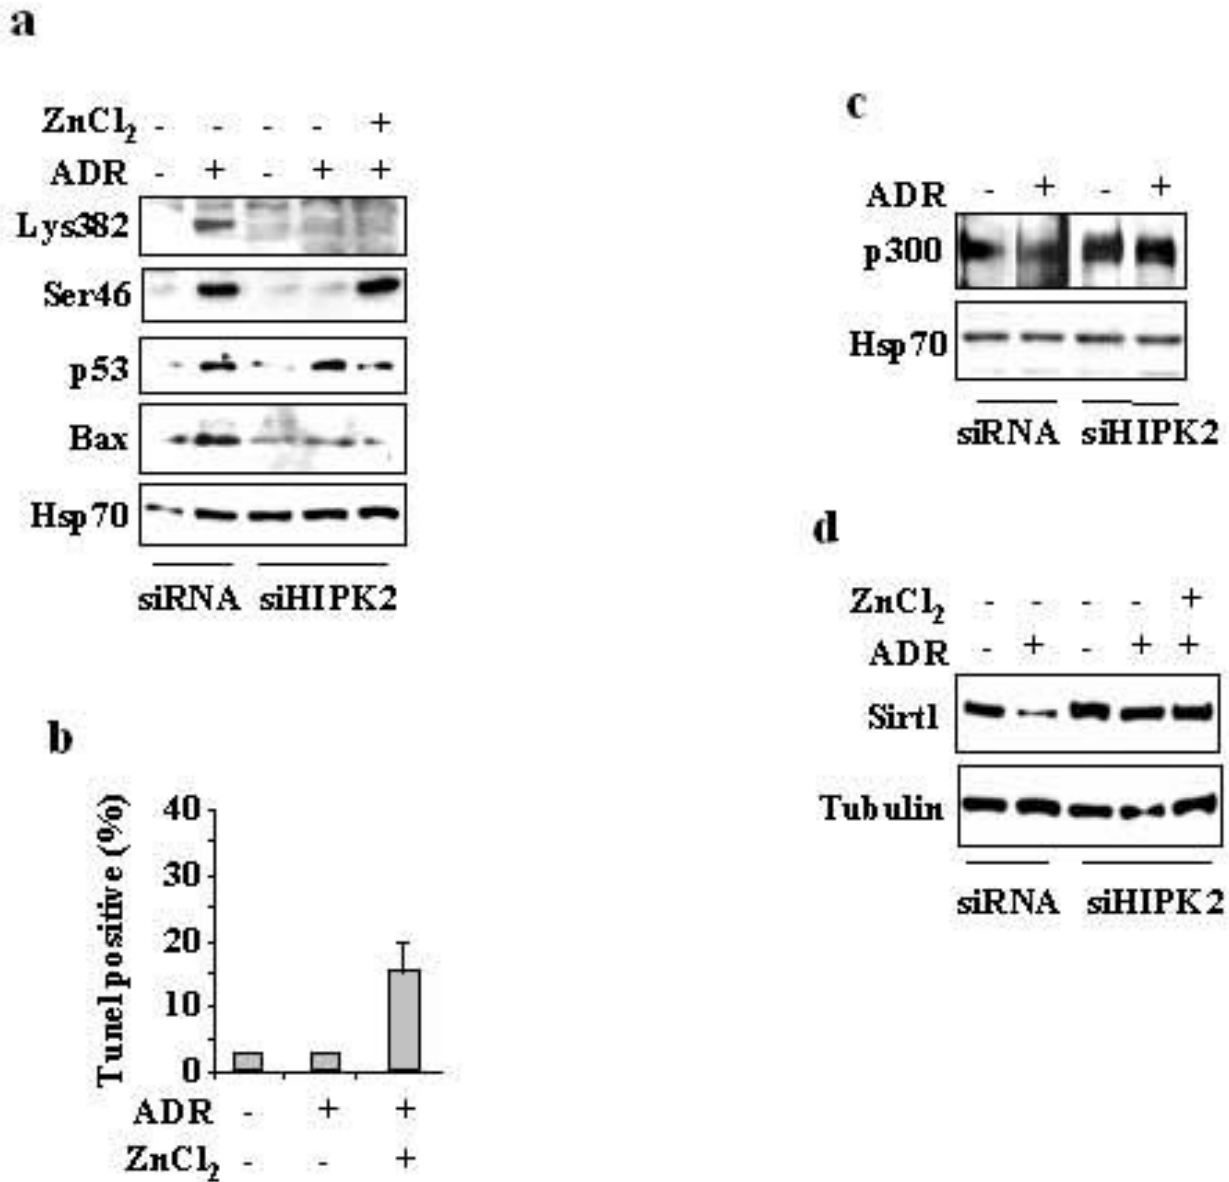 a
ZnCl2 - - - - +
ADR - + - + +
Lys382
Ser46
p53
Bax
Hsp70
siRNA siHIPK2
b
Tunel positive (%)
40
30
20
10
0
ADR - + +
ZnCl2 - - +
c
ADR - + - +
p300
Hsp70
siRNA siHIPK2
d
ZnCl2 - - - - +
ADR - + - + +
Sirt1
Tubulin
siRNA siHIPK2